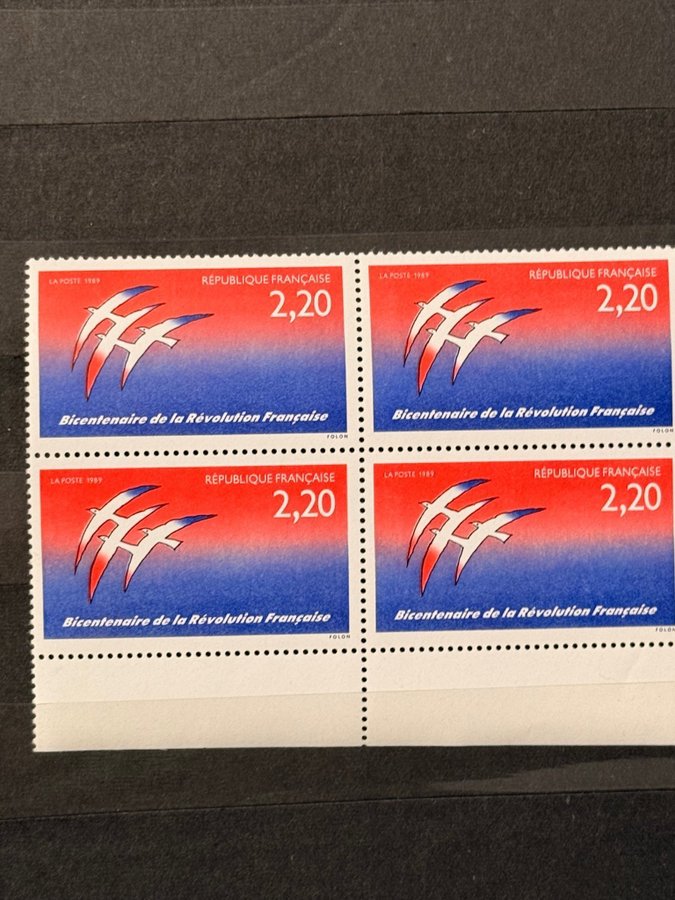 LA POSTE 1989
RÉPUBLIQUE FRANÇAISE
2,20
Bicentenaire de la Révolution Française
FOLON
LA POSTE 1989
RÉPUBLIQUE FRANÇAISE
2,20
Bicentenaire de la Révolution Française
FOLON
LA POSTE 1989
RÉPUBLIQUE FRANÇAISE
2,20
Bicentenaire de la Révolution Française
FOLON
LA POSTE 1989
RÉPUBLIQUE FRANÇAISE
2,20
Bicentenaire de la Révolution Française
FOLON